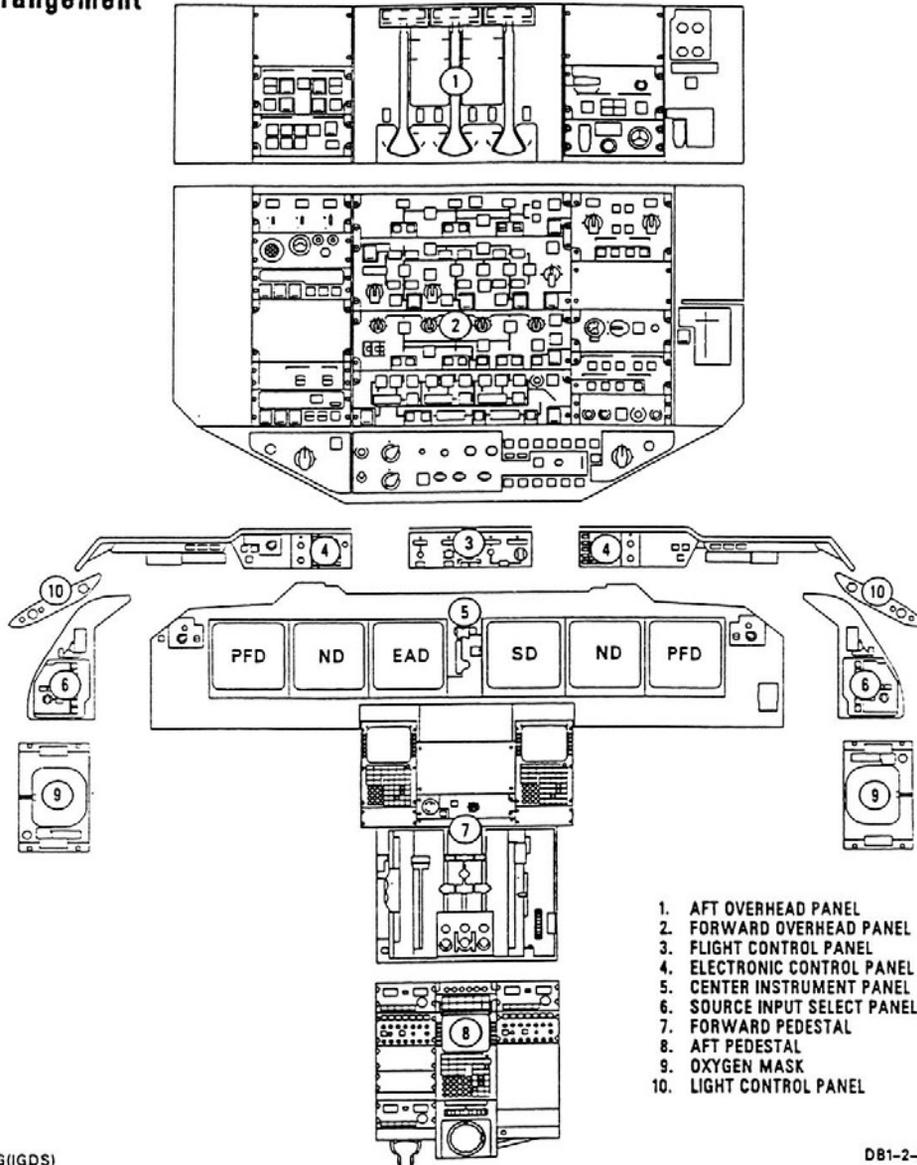 1
2
4 3 4
10 10
5
PFD ND EAD SD ND PFD
6 6
9 9
7
8
1. AFT OVERHEAD PANEL
2. FORWARD OVERHEAD PANEL
3. FLIGHT CONTROL PANEL
4. ELECTRONIC CONTROL PANEL
5. CENTER INSTRUMENT PANEL
6. SOURCE INPUT SELECT PANEL
7. FORWARD PEDESTAL
8. AFT PEDESTAL
9. OXYGEN MASK
10. LIGHT CONTROL PANEL
DB1-2-